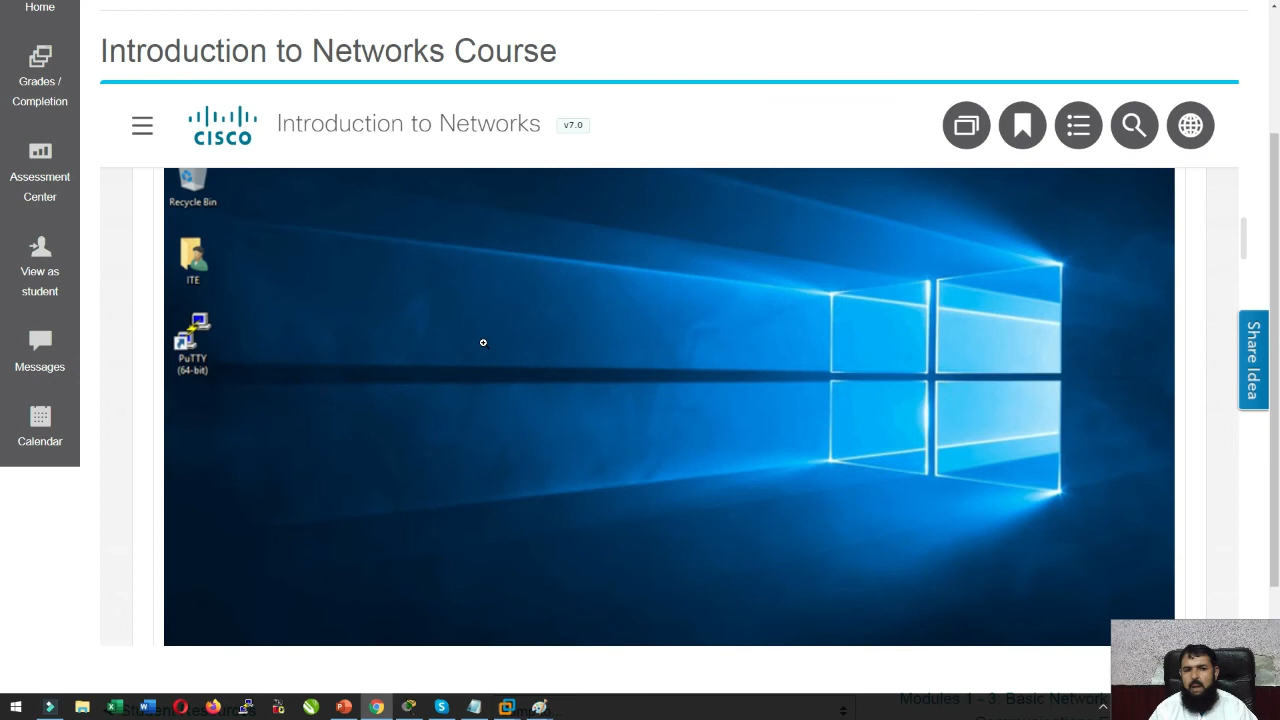 Home
Introduction to Networks Course
Grades /
Completion
CISCO
Introduction to Networks
v7.0
Assessment
Center
Recycle Bin
View as
student
ITE
Share Idea
PuTTY
(64-bit)
Messages
Calendar
Modules 1 - 3: Basic Network